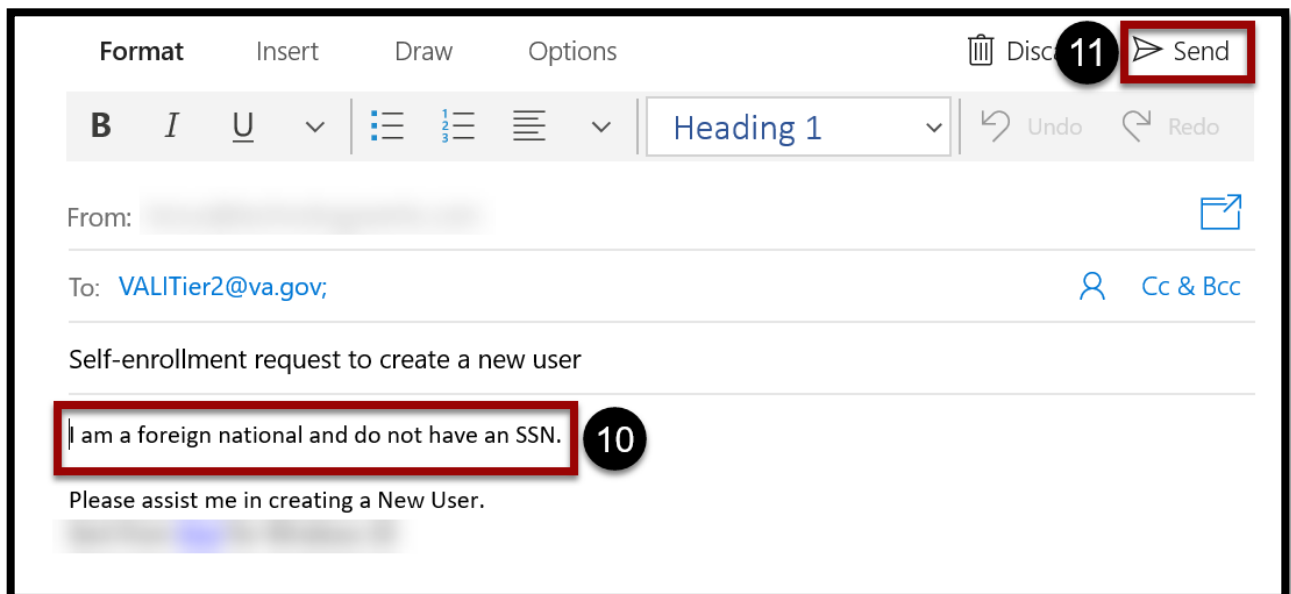 Format Insert Draw Options Disc 11 Send
B I U Heading 1 Undo Redo
From:
To: VALITier2@va.gov; Cc & Bcc
Self-enrollment request to create a new user
I am a foreign national and do not have an SSN. 10
Please assist me in creating a New User.